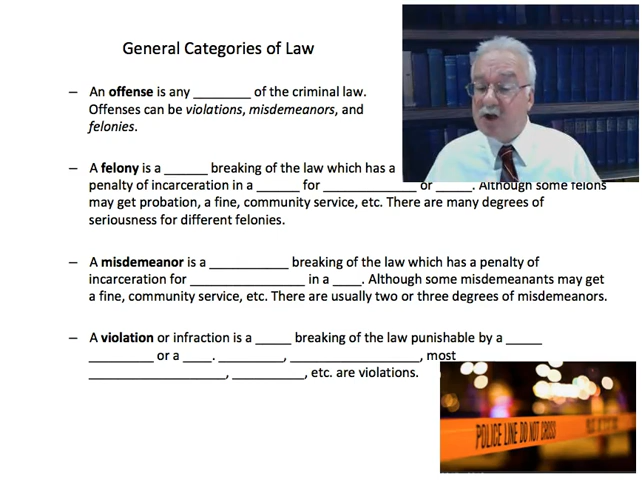 General Categories of Law
– An offense is any ________ of the criminal law.
Offenses can be violations, misdemeanors, and
felonies.
– A felony is a ______ breaking of the law which has a
penalty of incarceration in a ______ for _____________ or _____. Although some felons
may get probation, a fine, community service, etc. There are many degrees of
seriousness for different felonies.
– A misdemeanor is a ___________ breaking of the law which has a penalty of
incarceration for ________________ in a ____. Although some misdemeanants may get
a fine, community service, etc. There are usually two or three degrees of misdemeanors.
– A violation or infraction is a _____ breaking of the law punishable by a _____
_________ or a ____. _________, __________________, most
___________________, __________, etc. are violations.
POLICE LINE DO NOT CROSS